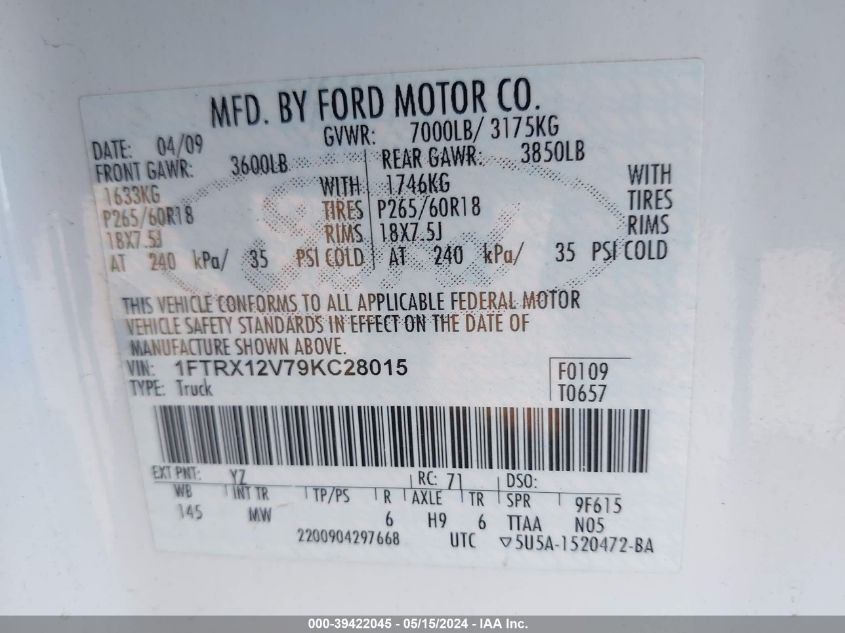 MFD. BY FORD MOTOR CO.
DATE: 04/09 GVWR: 7000LB/ 3175KG
FRONT GAWR: 3600LB REAR GAWR: 3850LB
1633KG WITH 1746KG WITH
P265/60R18 TIRES P265/60R18 TIRES
18X7.5J RIMS 18X7.5J RIMS
AT 240 kPa/ 35 PSI COLD AT 240 kPa/ 35 PSI COLD
THIS VEHICLE CONFORMS TO ALL APPLICABLE FEDERAL MOTOR
VEHICLE SAFETY STANDARDS IN EFFECT ON THE DATE OF
MANUFACTURE SHOWN ABOVE.
VIN: 1FTRX12V79KC28015 F0109
TYPE: Truck T0657
EXT PNT: YZ RC: 71 DSO:
WB INT TR TP/PS R AXLE TR SPR 9F615
145 MW 6 H9 6 TTAA N05
2200904297668 UTC ▽5U5A-1520472-BA
000-39422045 - 05/15/2024 - IAA Inc.